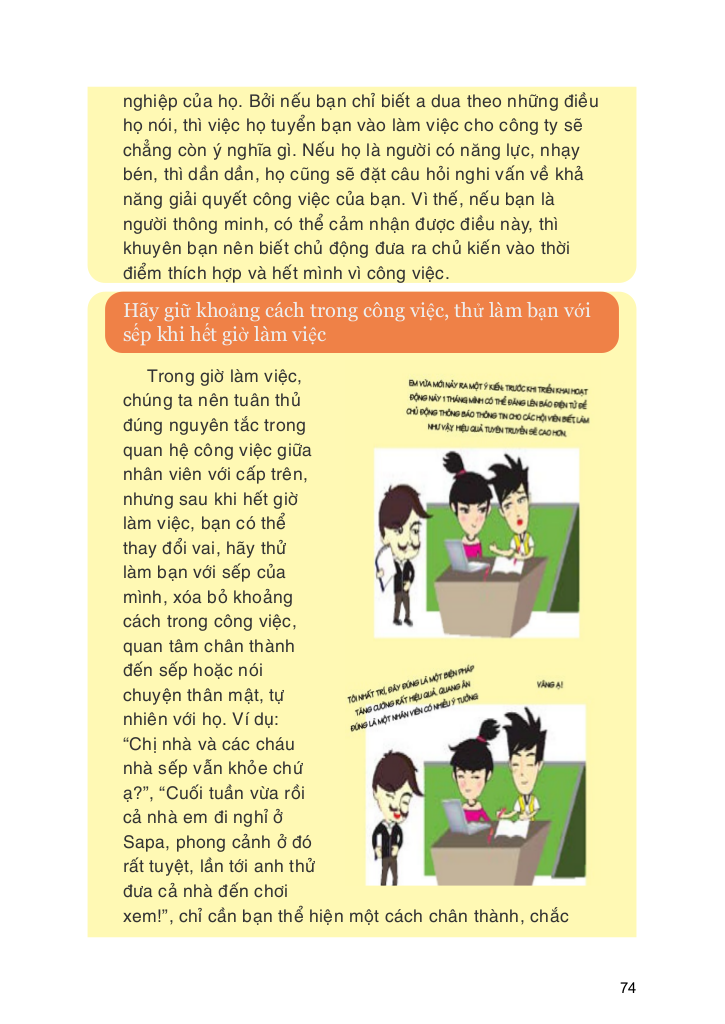 nghiệp của họ. Bởi nếu bạn chỉ biết a dua theo những điều
họ nói, thì việc họ tuyển bạn vào làm việc cho công ty sẽ
chẳng còn ý nghĩa gì. Nếu họ là người có năng lực, nhạy
bén, thì dần dần, họ cũng sẽ đặt câu hỏi nghi vấn về khả
năng giải quyết công việc của bạn. Vì thế, nếu bạn là
người thông minh, có thể cảm nhận được điều này, thì
khuyên bạn nên biết chủ động đưa ra chủ kiến vào thời
điểm thích hợp và hết mình vì công việc.
Hãy giữ khoảng cách trong công việc, thử làm bạn với
sếp khi hết giờ làm việc
Trong giờ làm việc,
chúng ta nên tuân thủ
đúng nguyên tắc trong
quan hệ công việc giữa
nhân viên với cấp trên,
nhưng sau khi hết giờ
làm việc, bạn có thể
thay đổi vai, hãy thử
làm bạn với sếp của
mình, xóa bỏ khoảng
cách trong công việc,
quan tâm chân thành
đến sếp hoặc nói
chuyện thân mật, tự
nhiên với họ. Ví dụ:
“Chị nhà và các cháu
nhà sếp vẫn khỏe chứ
ạ?”, “Cuối tuần vừa rồi
cả nhà em đi nghỉ ở
Sapa, phong cảnh ở đó
rất tuyệt, lần tới anh thử
đưa cả nhà đến chơi
xem!”, chỉ cần bạn thể hiện một cách chân thành, chắc
EM VỪA MỚI NẢY RA MỘT Ý KIẾN: TRƯỚC KHI TRIỂN KHAI HOẠT
ĐỘNG NÀY 1 THÁNG MÌNH CÓ THỂ ĐĂNG LÊN BÁO ĐIỆN TỬ ĐỂ
CHỦ ĐỘNG THÔNG BÁO THÔNG TIN CHO CÁC HỘI VIÊN BIẾT, LÀM
NHƯ VẬY, HIỆU QUẢ TUYÊN TRUYỀN SẼ CAO HƠN.
TÔI NHẤT TRÍ, ĐÂY ĐÚNG LÀ MỘT BIỆN PHÁP
TĂNG CƯỜNG RẤT HIỆU QUẢ, QUANG ÂN
ĐÚNG LÀ MỘT NHÂN VIÊN CÓ NHIỀU Ý TƯỞNG
VÂNG Ạ!
74